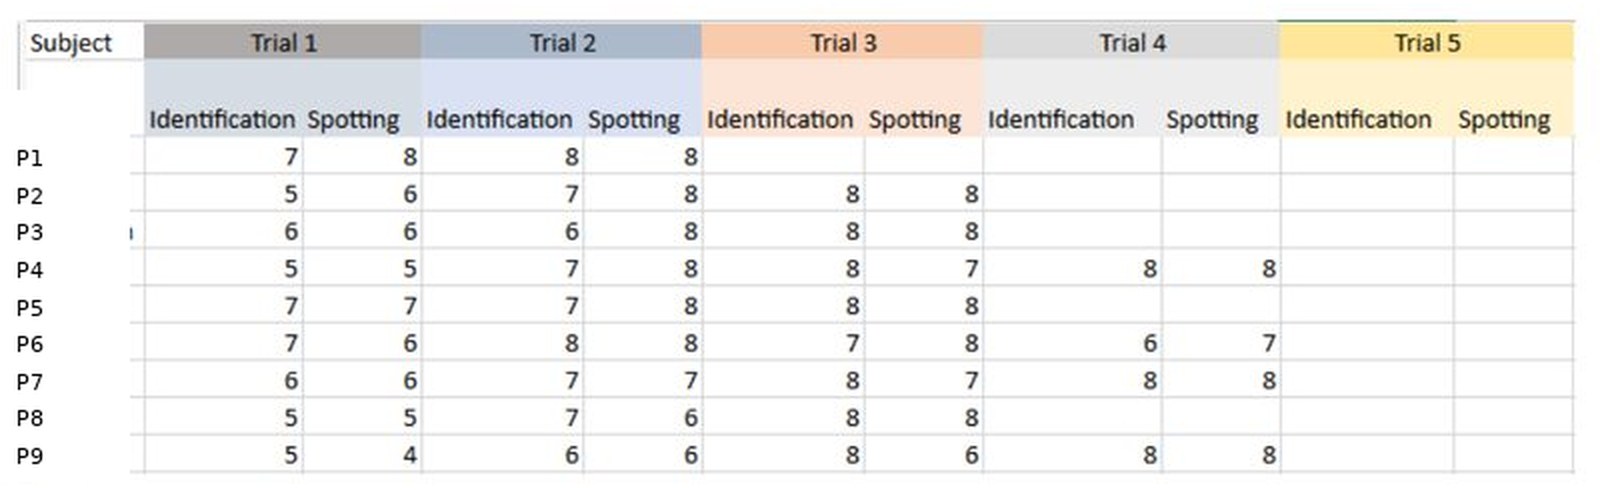 Subject Trial 1 Trial 2 Trial 3 Trial 4 Trial 5
Identification Spotting Identification Spotting Identification Spotting Identification Spotting Identification Spotting
P1 7 8 8 8
P2 5 6 7 8 8 8
P3 6 6 6 8 8 8
P4 5 5 7 8 8 7 8 8
P5 7 7 7 8 8 8
P6 7 6 8 8 7 8 6 7
P7 6 6 7 7 8 7 8 8
P8 5 5 7 6 8 8
P9 5 4 6 6 8 6 8 8